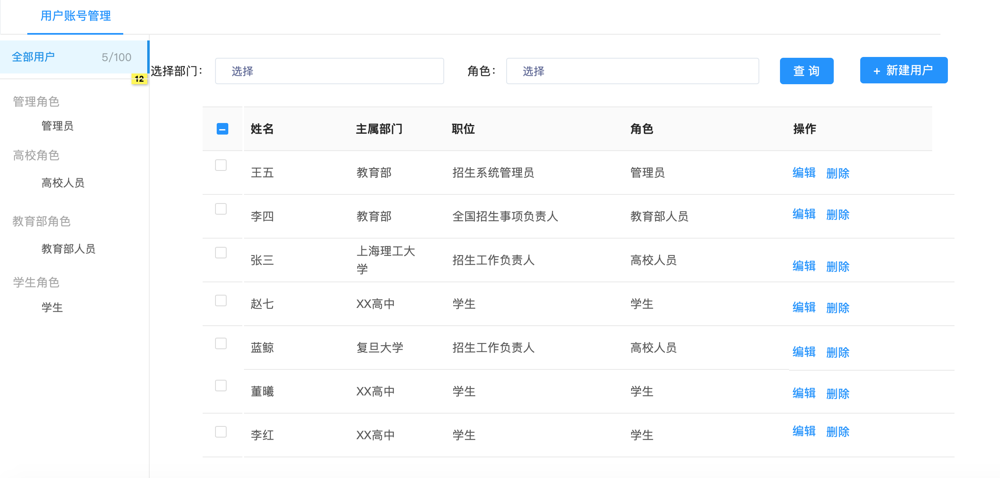 用户账号管理
全部用户 5/100
12
管理角色
管理员
高校角色
高校人员
教育部角色
教育部人员
学生角色
学生
选择部门： 选择 角色： 选择 查 询 + 新建用户
姓名 主属部门 职位 角色 操作
王五 教育部 招生系统管理员 管理员 编辑 删除
李四 教育部 全国招生事项负责人 教育部人员 编辑 删除
张三 上海理工大 招生工作负责人 高校人员 编辑 删除
学
赵七 XX高中 学生 学生 编辑 删除
蓝鲸 复旦大学 招生工作负责人 高校人员 编辑 删除
董曦 XX高中 学生 学生 编辑 删除
李红 XX高中 学生 学生 编辑 删除